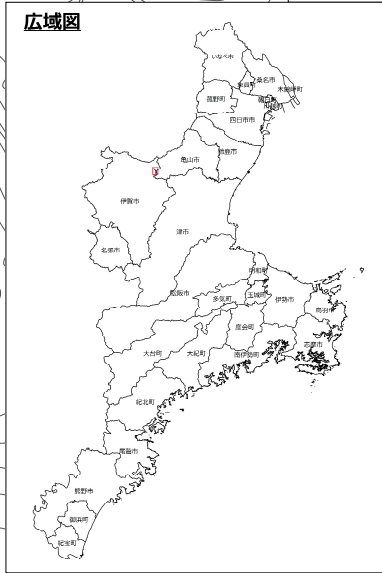 広域図
いなべ市
桑名市
木曽岬町
東員町
菰野町
朝日町
川越町
四日市市
鈴鹿市
亀山市
伊賀市
津市
名張市
明和町
松阪市
多気町
玉城町
伊勢市
鳥羽市
度会町
志摩市
大台町
大紀町
南伊勢町
紀北町
尾鷲市
熊野市
御浜町
紀宝町